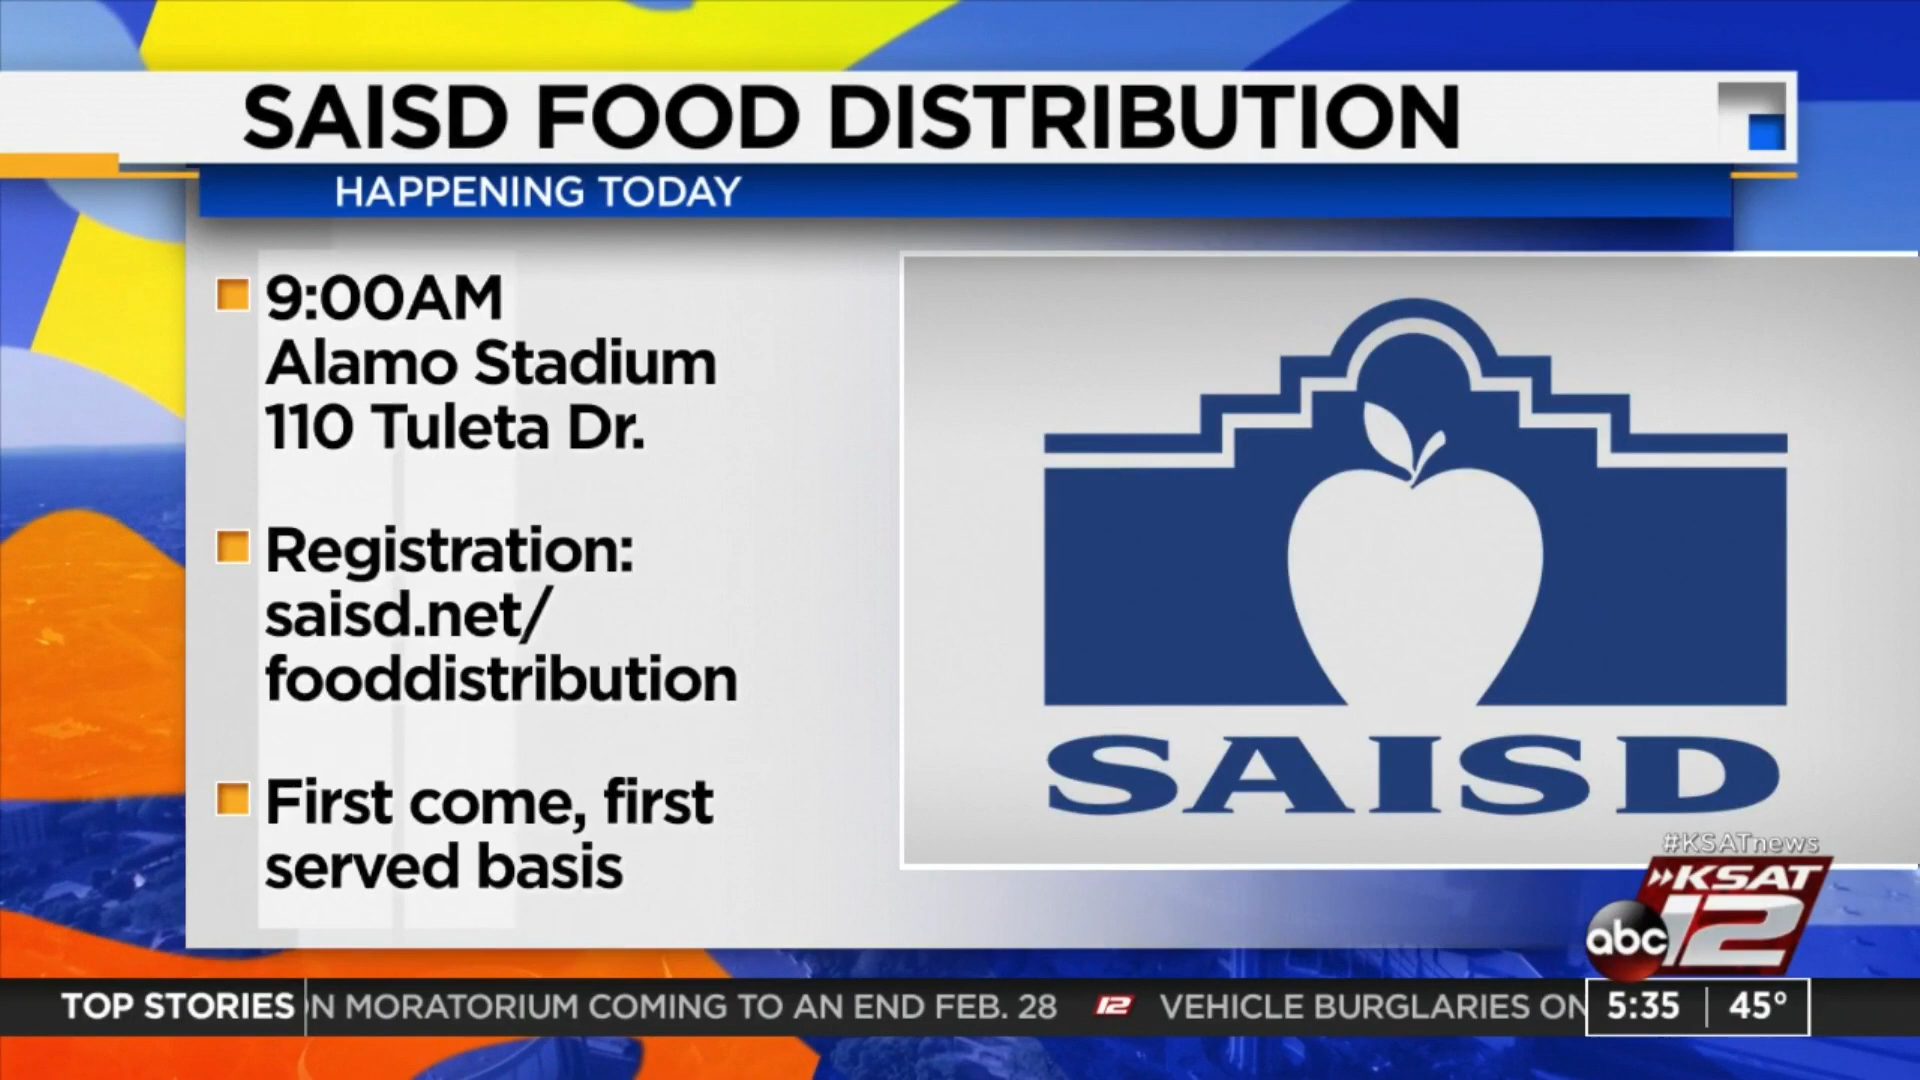 SAISD FOOD DISTRIBUTION
HAPPENING TODAY
9:00AM
Alamo Stadium
110 Tuleta Dr.
Registration:
saisd.net/
fooddistribution
First come, first
served basis
SAISD
#KSATnews
KSAT
abc 12
TOP STORIES N MORATORIUM COMING TO AN END FEB. 28 12 VEHICLE BURGLARIES ON 5:35 45°